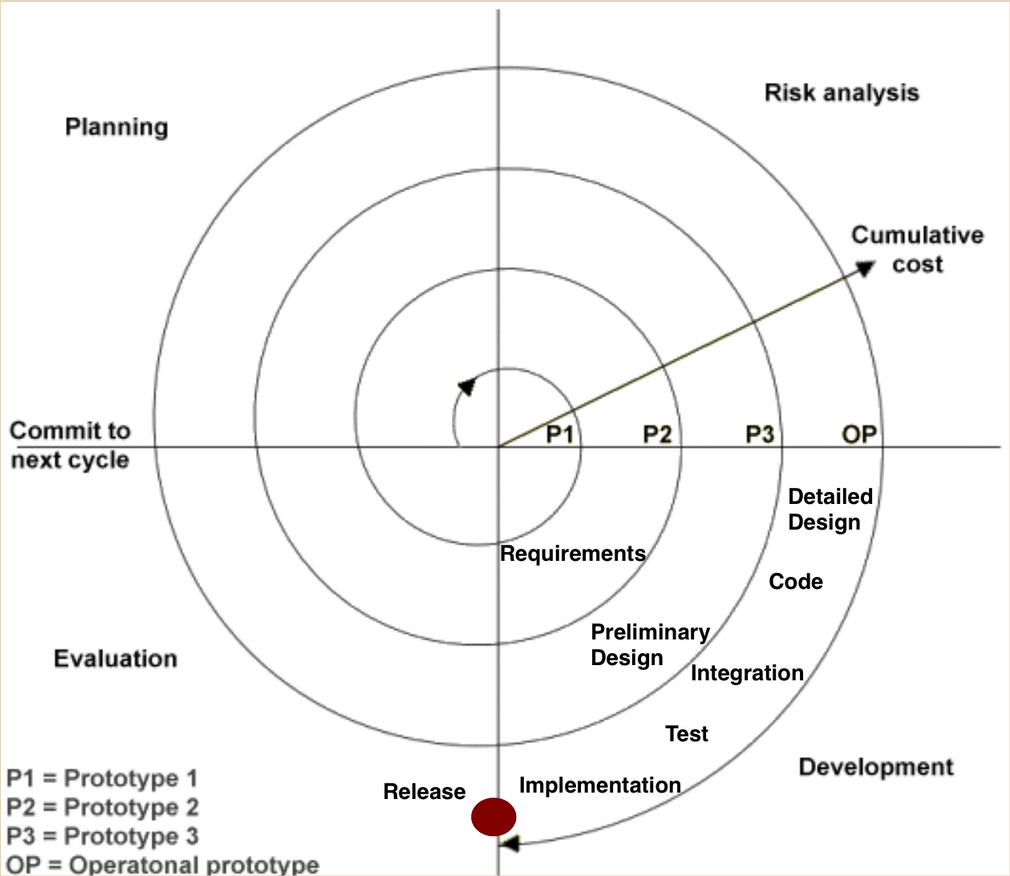 Risk analysis
Planning
Cumulative
cost
Commit to
next cycle
P1 P2 P3 OP
Detailed
Design
Requirements
Code
Preliminary
Design
Evaluation
Integration
Test
Development
Implementation
Release
P1 = Prototype 1
P2 = Prototype 2
P3 = Prototype 3
OP = Operatonal prototype